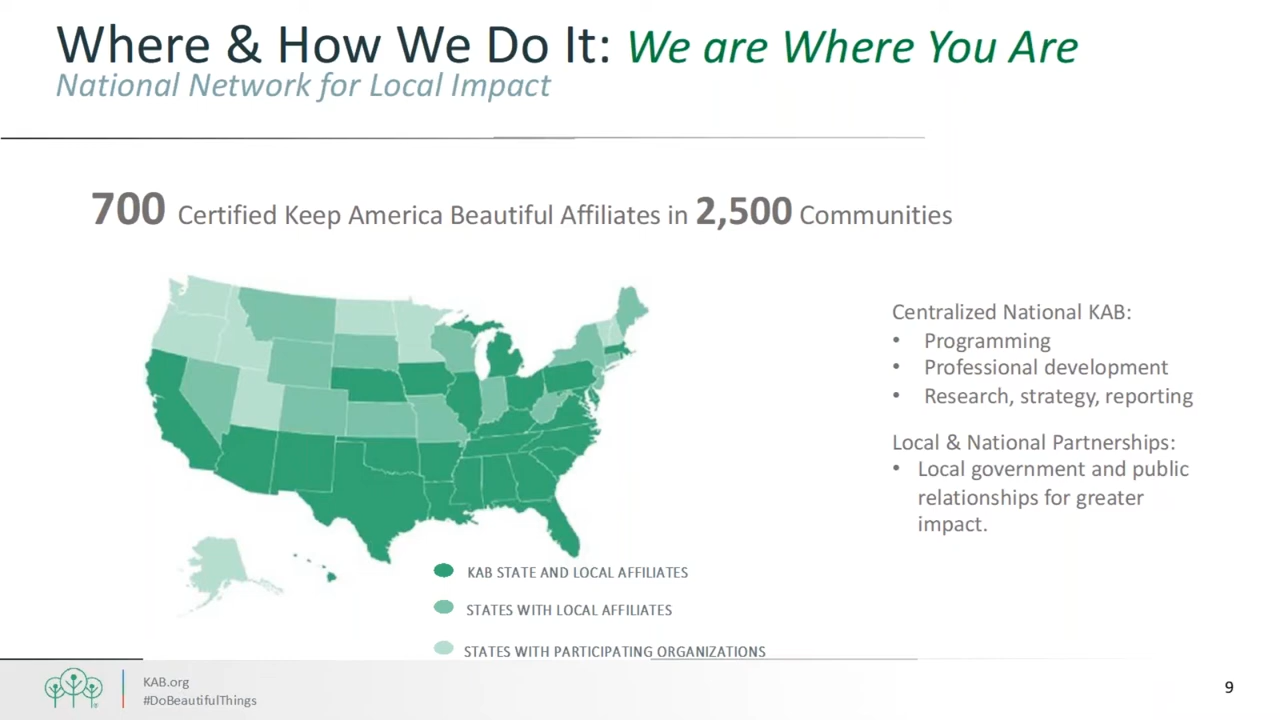 Where & How We Do It: We are Where You Are
National Network for Local Impact
700 Certified Keep America Beautiful Affiliates in 2,500 Communities
Centralized National KAB:
• Programming
• Professional development
• Research, strategy, reporting
Local & National Partnerships:
• Local government and public
relationships for greater
impact.
KAB STATE AND LOCAL AFFILIATES
STATES WITH LOCAL AFFILIATES
STATES WITH PARTICIPATING ORGANIZATIONS
KAB.org
#DoBeautifulThings
9